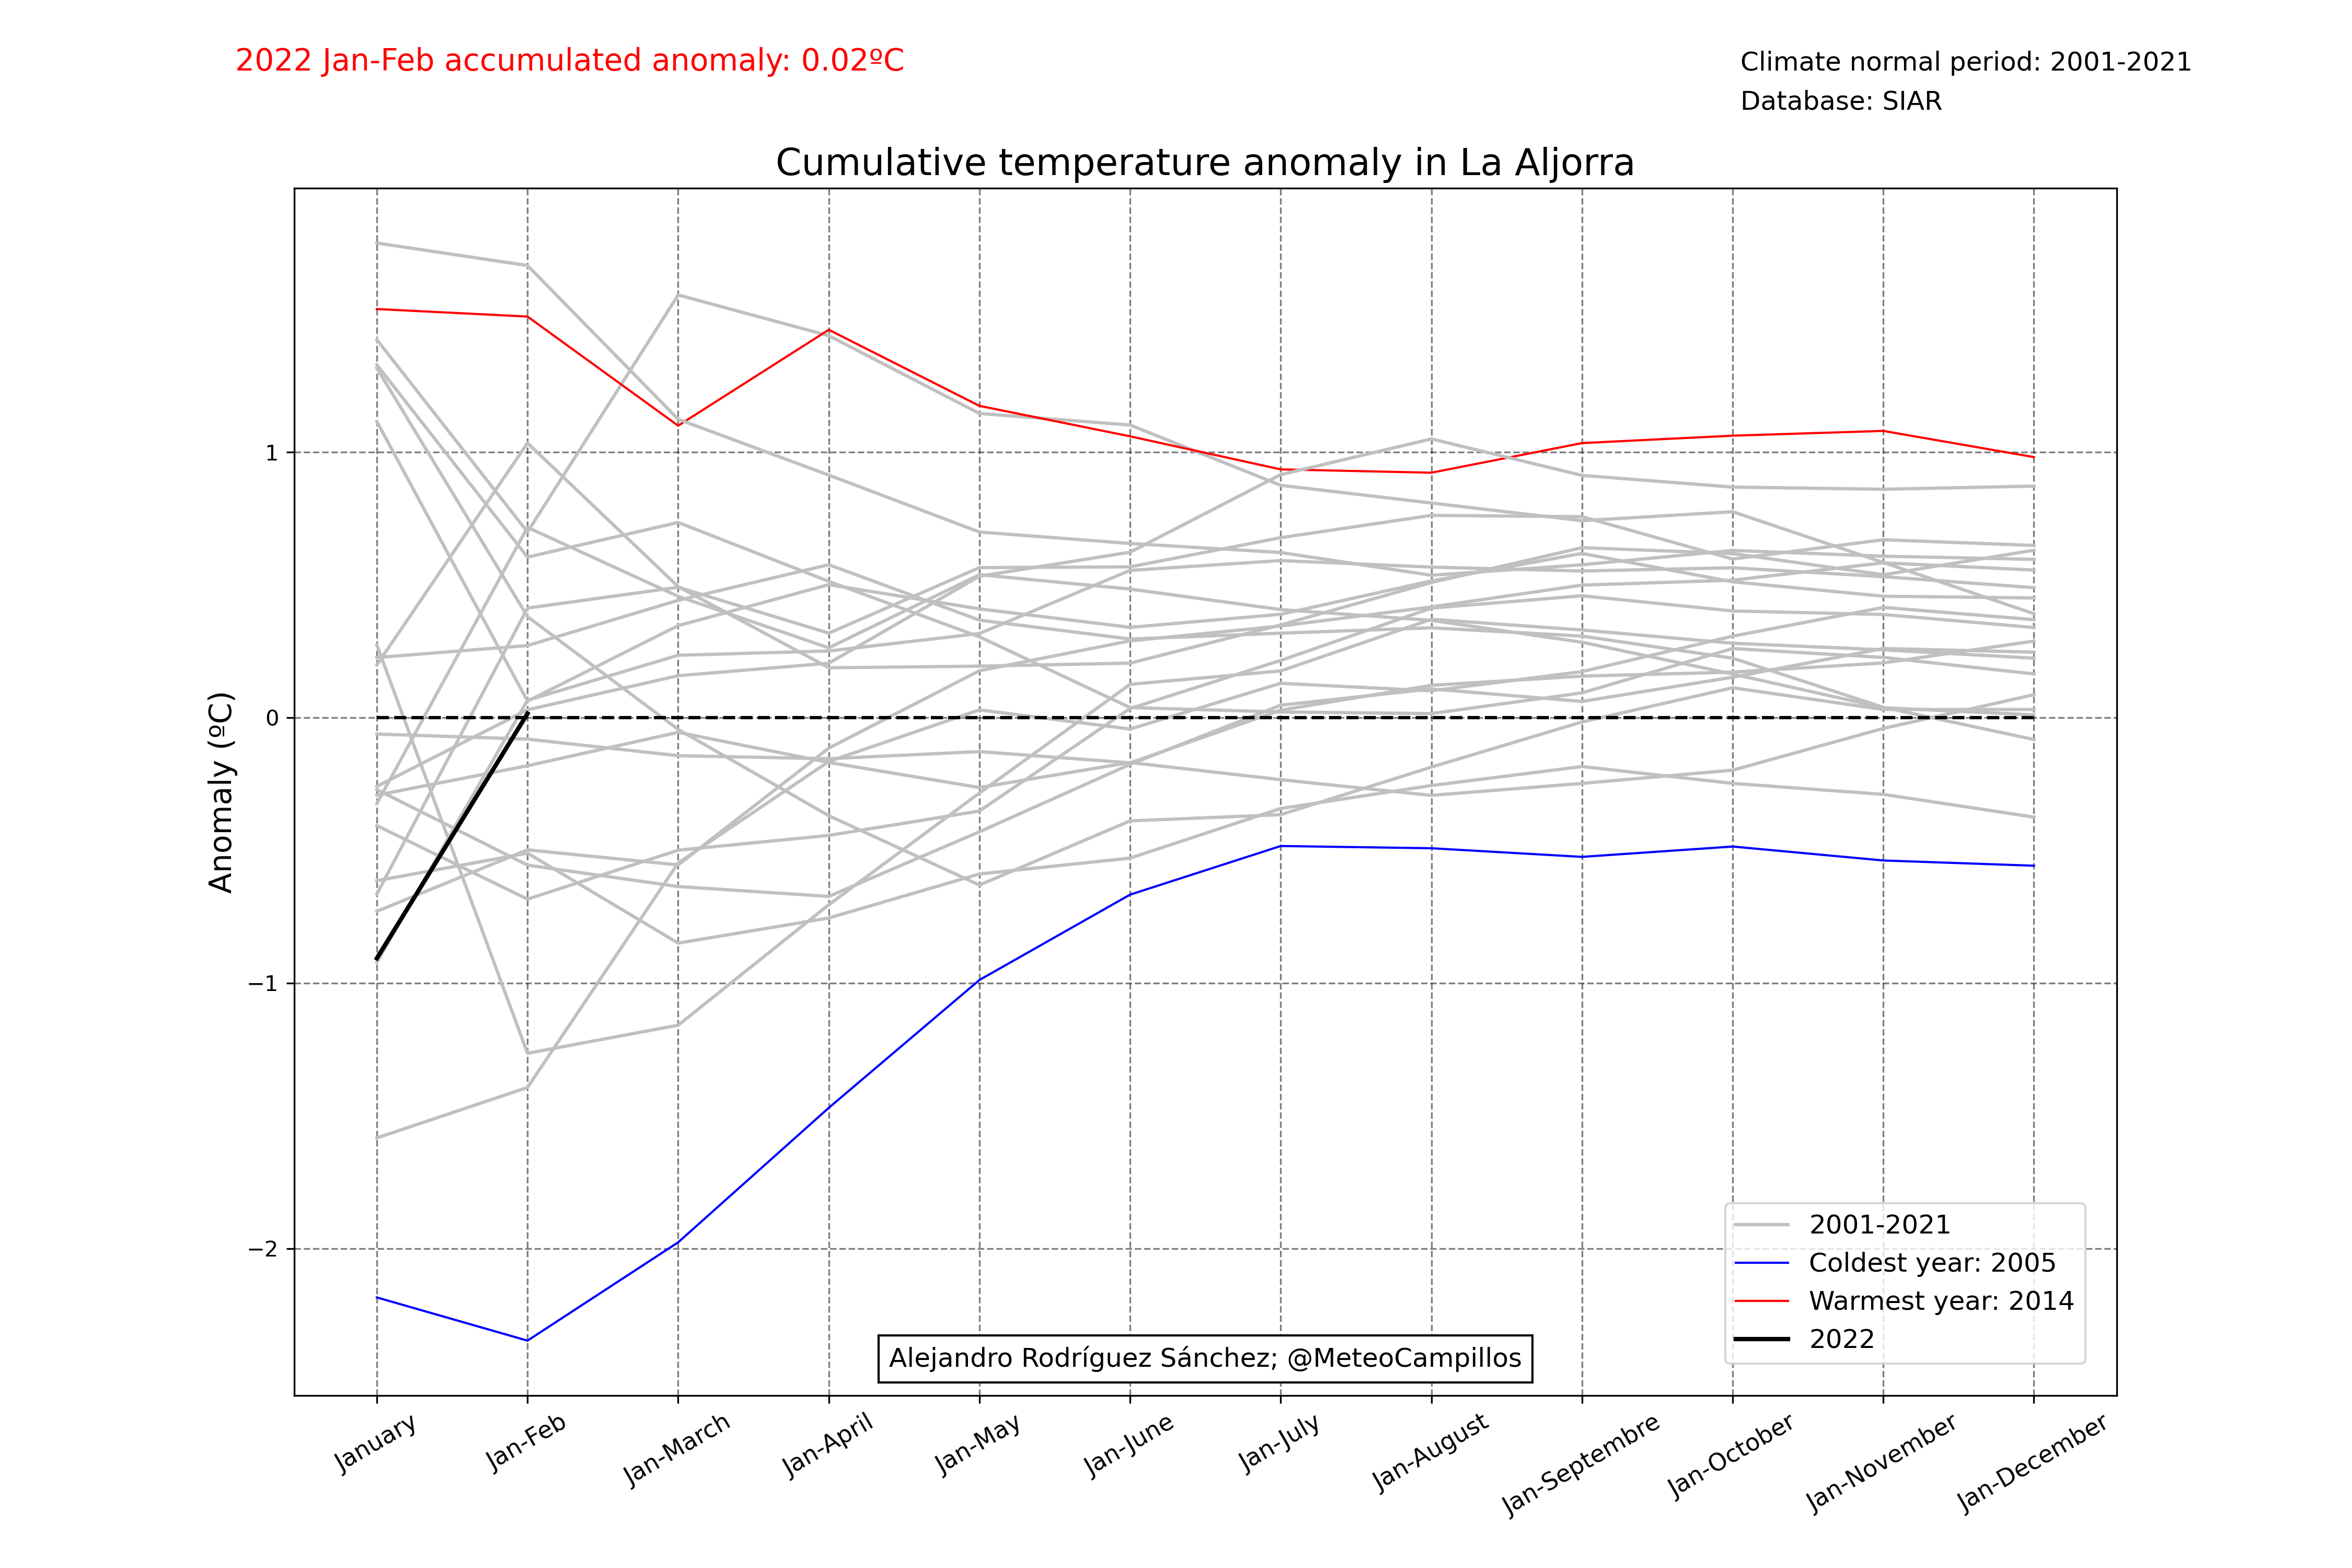 2022 Jan-Feb accumulated anomaly: 0.02ºC
Climate normal period: 2001-2021
Database: SIAR
Cumulative temperature anomaly in La Aljorra
Anomaly (ºC)
1
0
−1
−2
2001-2021
Coldest year: 2005
Warmest year: 2014
2022
Alejandro Rodríguez Sánchez; @MeteoCampillos
January
Jan-Feb
Jan-March
Jan-April
Jan-May
Jan-June
Jan-July
Jan-August
Jan-Septembre
Jan-October
Jan-November
Jan-December